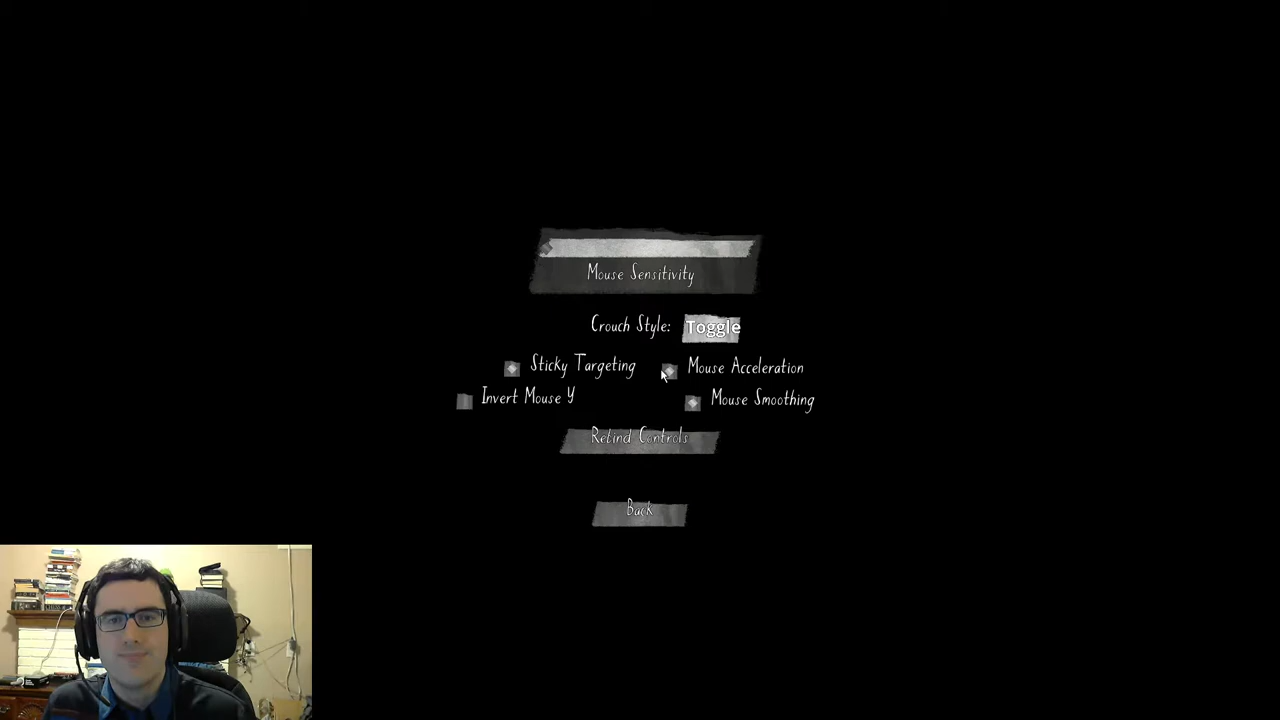 Mouse Sensitivity
Crouch Style: Toggle
Sticky Targeting
Mouse Acceleration
Invert Mouse Y
Mouse Smoothing
Rebind Controls
Back